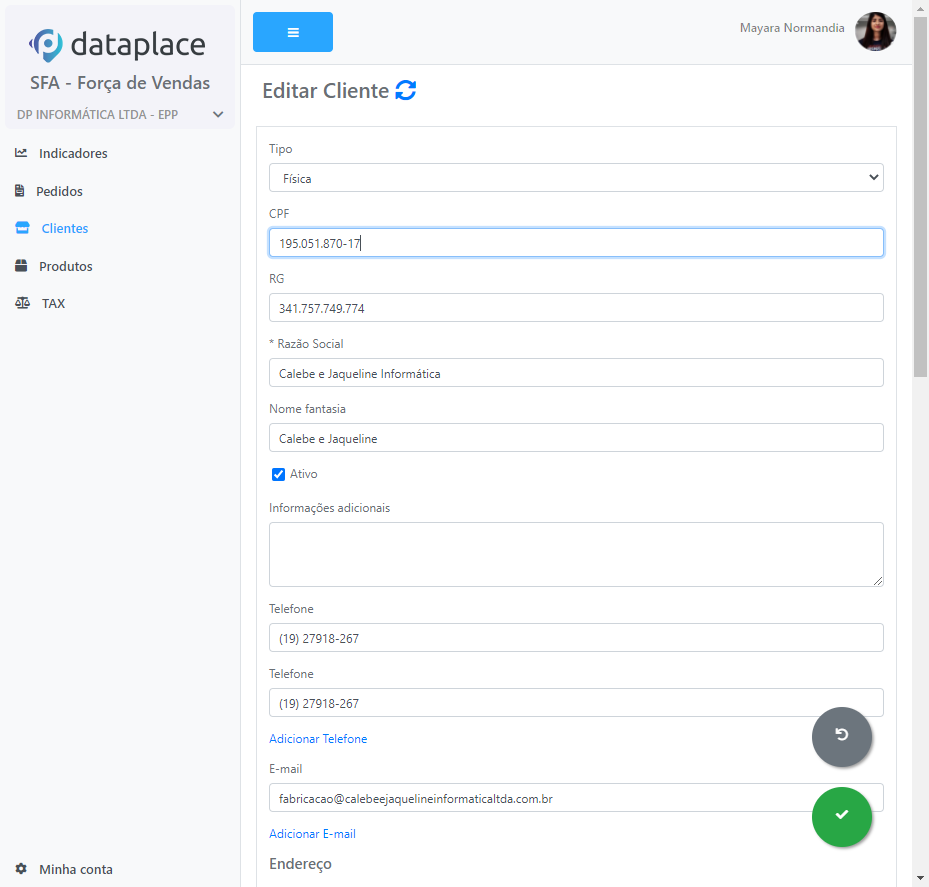 dataplace
SFA - Força de Vendas
DP INFORMÁTICA LTDA - EPP
Indicadores
Pedidos
Clientes
Produtos
TAX
Minha conta
Mayara Normandia
Editar Cliente
Tipo
Física
CPF
195.051.870-17
RG
341.757.749.774
* Razão Social
Calebe e Jaqueline Informática
Nome fantasia
Calebe e Jaqueline
Ativo
Informações adicionais
Telefone
(19) 27918-267
Telefone
(19) 27918-267
Adicionar Telefone
E-mail
fabricacao@calebeejaquelineinformaticaltda.com.br
Adicionar E-mail
Endereço